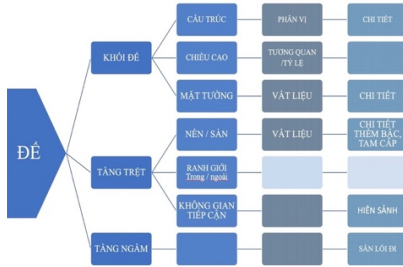 CẤU TRÚC
PHÂN VỊ
CHI TIẾT
KHỐI ĐẾ
CHIỀU CAO
TƯƠNG QUAN
/TỶ LỆ
MẶT TƯỜNG
VẬT LIỆU
CHI TIẾT
ĐẾ
NỀN / SÀN
VẬT LIỆU
CHI TIẾT
THỀM BẬC,
TAM CẤP
TẦNG TRỆT
RANH GIỚI
Trong / ngoài
KHÔNG GIAN
TIẾP CẬN
HIÊN SẢNH
TẦNG NGẦM
SÂN LỐI ĐI